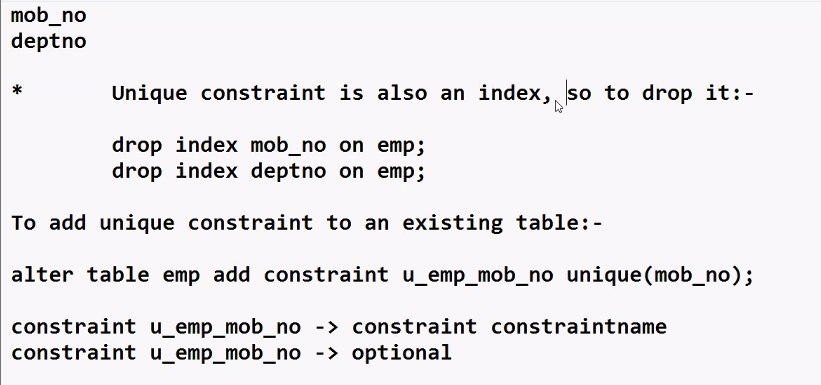 mob_no
deptno
* Unique constraint is also an index, so to drop it:-
drop index mob_no on emp;
drop index deptno on emp;
To add unique constraint to an existing table:-
alter table emp add constraint u_emp_mob_no unique(mob_no);
constraint u_emp_mob_no -> constraint constraintname
constraint u_emp_mob_no -> optional